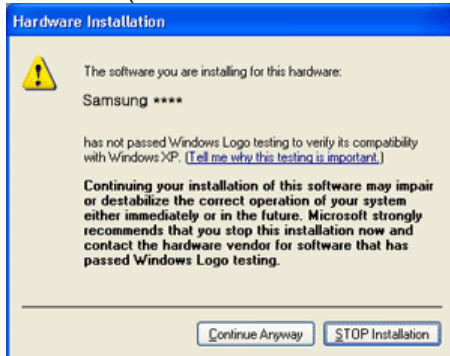 Hardware Installation
The software you are installing for this hardware:
Samsung ****
has not passed Windows Logo testing to verify its compatibility
with Windows XP. (Tell me why this testing is important.)
Continuing your installation of this software may impair
or destabilize the correct operation of your system
either immediately or in the future. Microsoft strongly
recommends that you stop this installation now and
contact the hardware vendor for software that has
passed Windows Logo testing.
Continue Anyway
STOP Installation